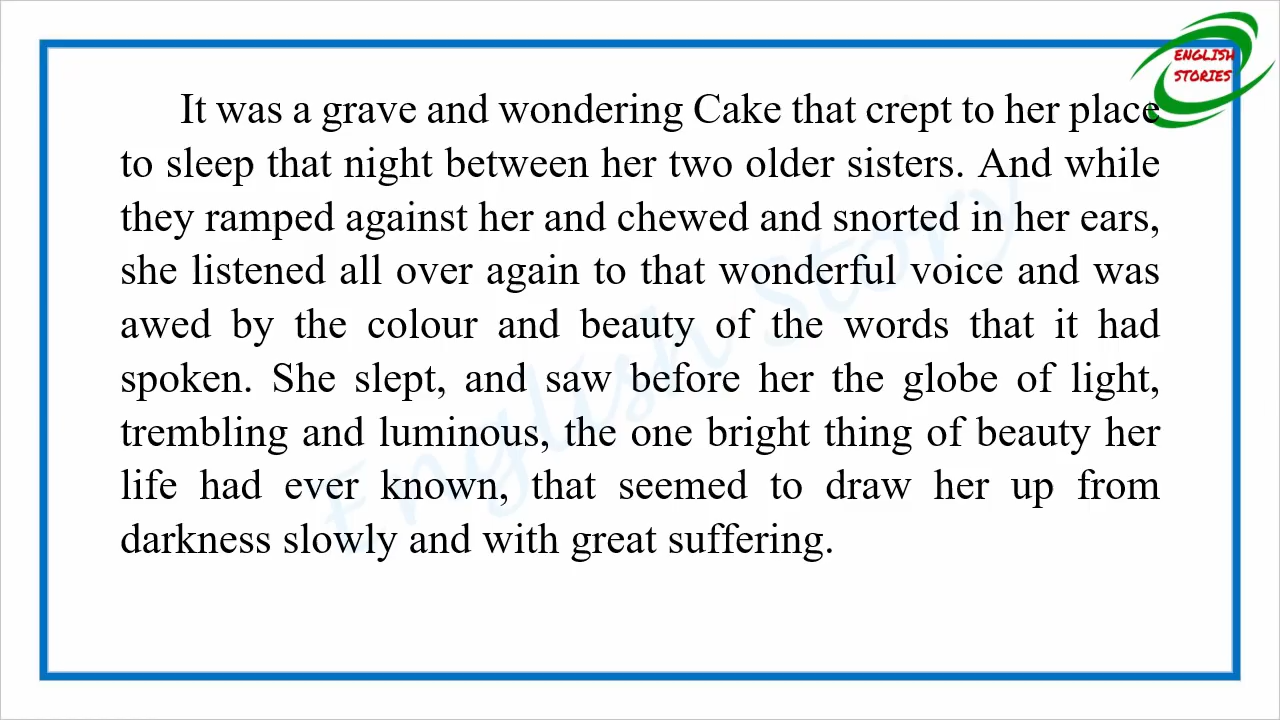 ENGLISH
STORIES
It was a grave and wondering Cake that crept to her place
to sleep that night between her two older sisters. And while
they ramped against her and chewed and snorted in her ears,
she listened all over again to that wonderful voice and was
awed by the colour and beauty of the words that it had
spoken. She slept, and saw before her the globe of light,
trembling and luminous, the one bright thing of beauty her
life had ever known, that seemed to draw her up from
darkness slowly and with great suffering.
English Story